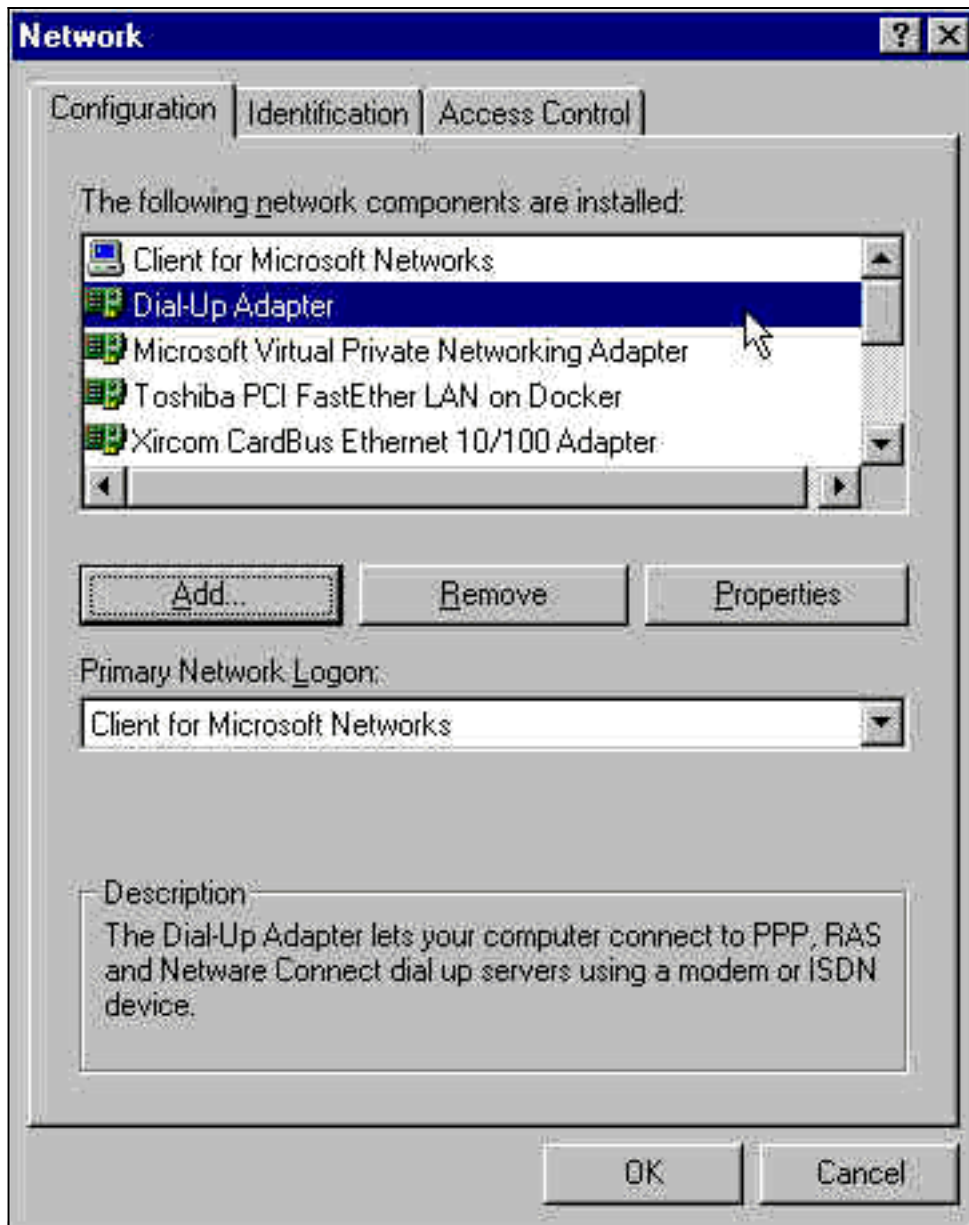 Network
Configuration Identification Access Control
The following network components are installed:
Client for Microsoft Networks
Dial-Up Adapter
Microsoft Virtual Private Networking Adapter
Toshiba PCI FastEther LAN on Docker
Xircom CardBus Ethernet 10/100 Adapter
Add... Remove Properties
Primary Network Logon:
Client for Microsoft Networks
Description
The Dial-Up Adapter lets your computer connect to PPP, RAS
and Netware Connect dial up servers using a modem or ISDN
device.
OK Cancel